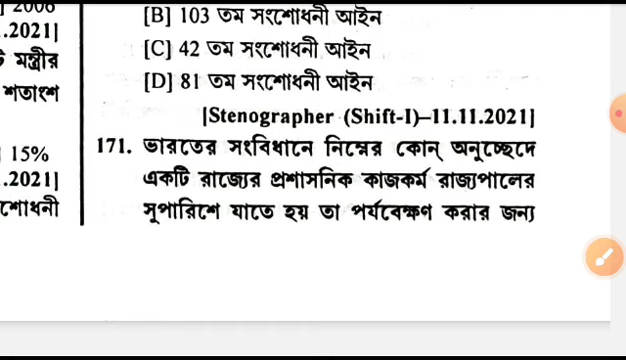 ] 2006
.2021]
মন্ত্রীর
শতাংশ
15%
.2021]
শোধনী
[B] 103 তম সংশোধনী আইন
[C] 42 তম সংশোধনী আইন
[D] 81 তম সংশোধনী আইন
[Stenographer (Shift-I)–11.11.2021]
171. ভারতের সংবিধানে নিম্নের কোন্ অনুচ্ছেদে
একটি রাজ্যের প্রশাসনিক কাজকর্ম রাজ্যপালের
সুপারিশে যাতে হয় তা পর্যবেক্ষণ করার জন্য